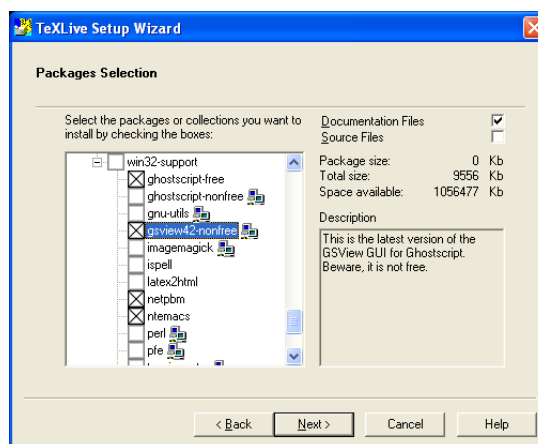 TeXLive Setup Wizard
Packages Selection
Select the packages or collections you want to
install by checking the boxes:
win32-support
ghostscript-free
ghostscript-nonfree
gnu-utils
gsview42-nonfree
imagemagick
ispell
latex2html
netpbm
ntemacs
perl
pfe
Documentation Files
Source Files
Package size: 0 Kb
Total size: 9556 Kb
Space available: 1056477 Kb
Description
This is the latest version of the
GSView GUI for Ghostscript.
Beware, it is not free.
< Back
Next >
Cancel
Help